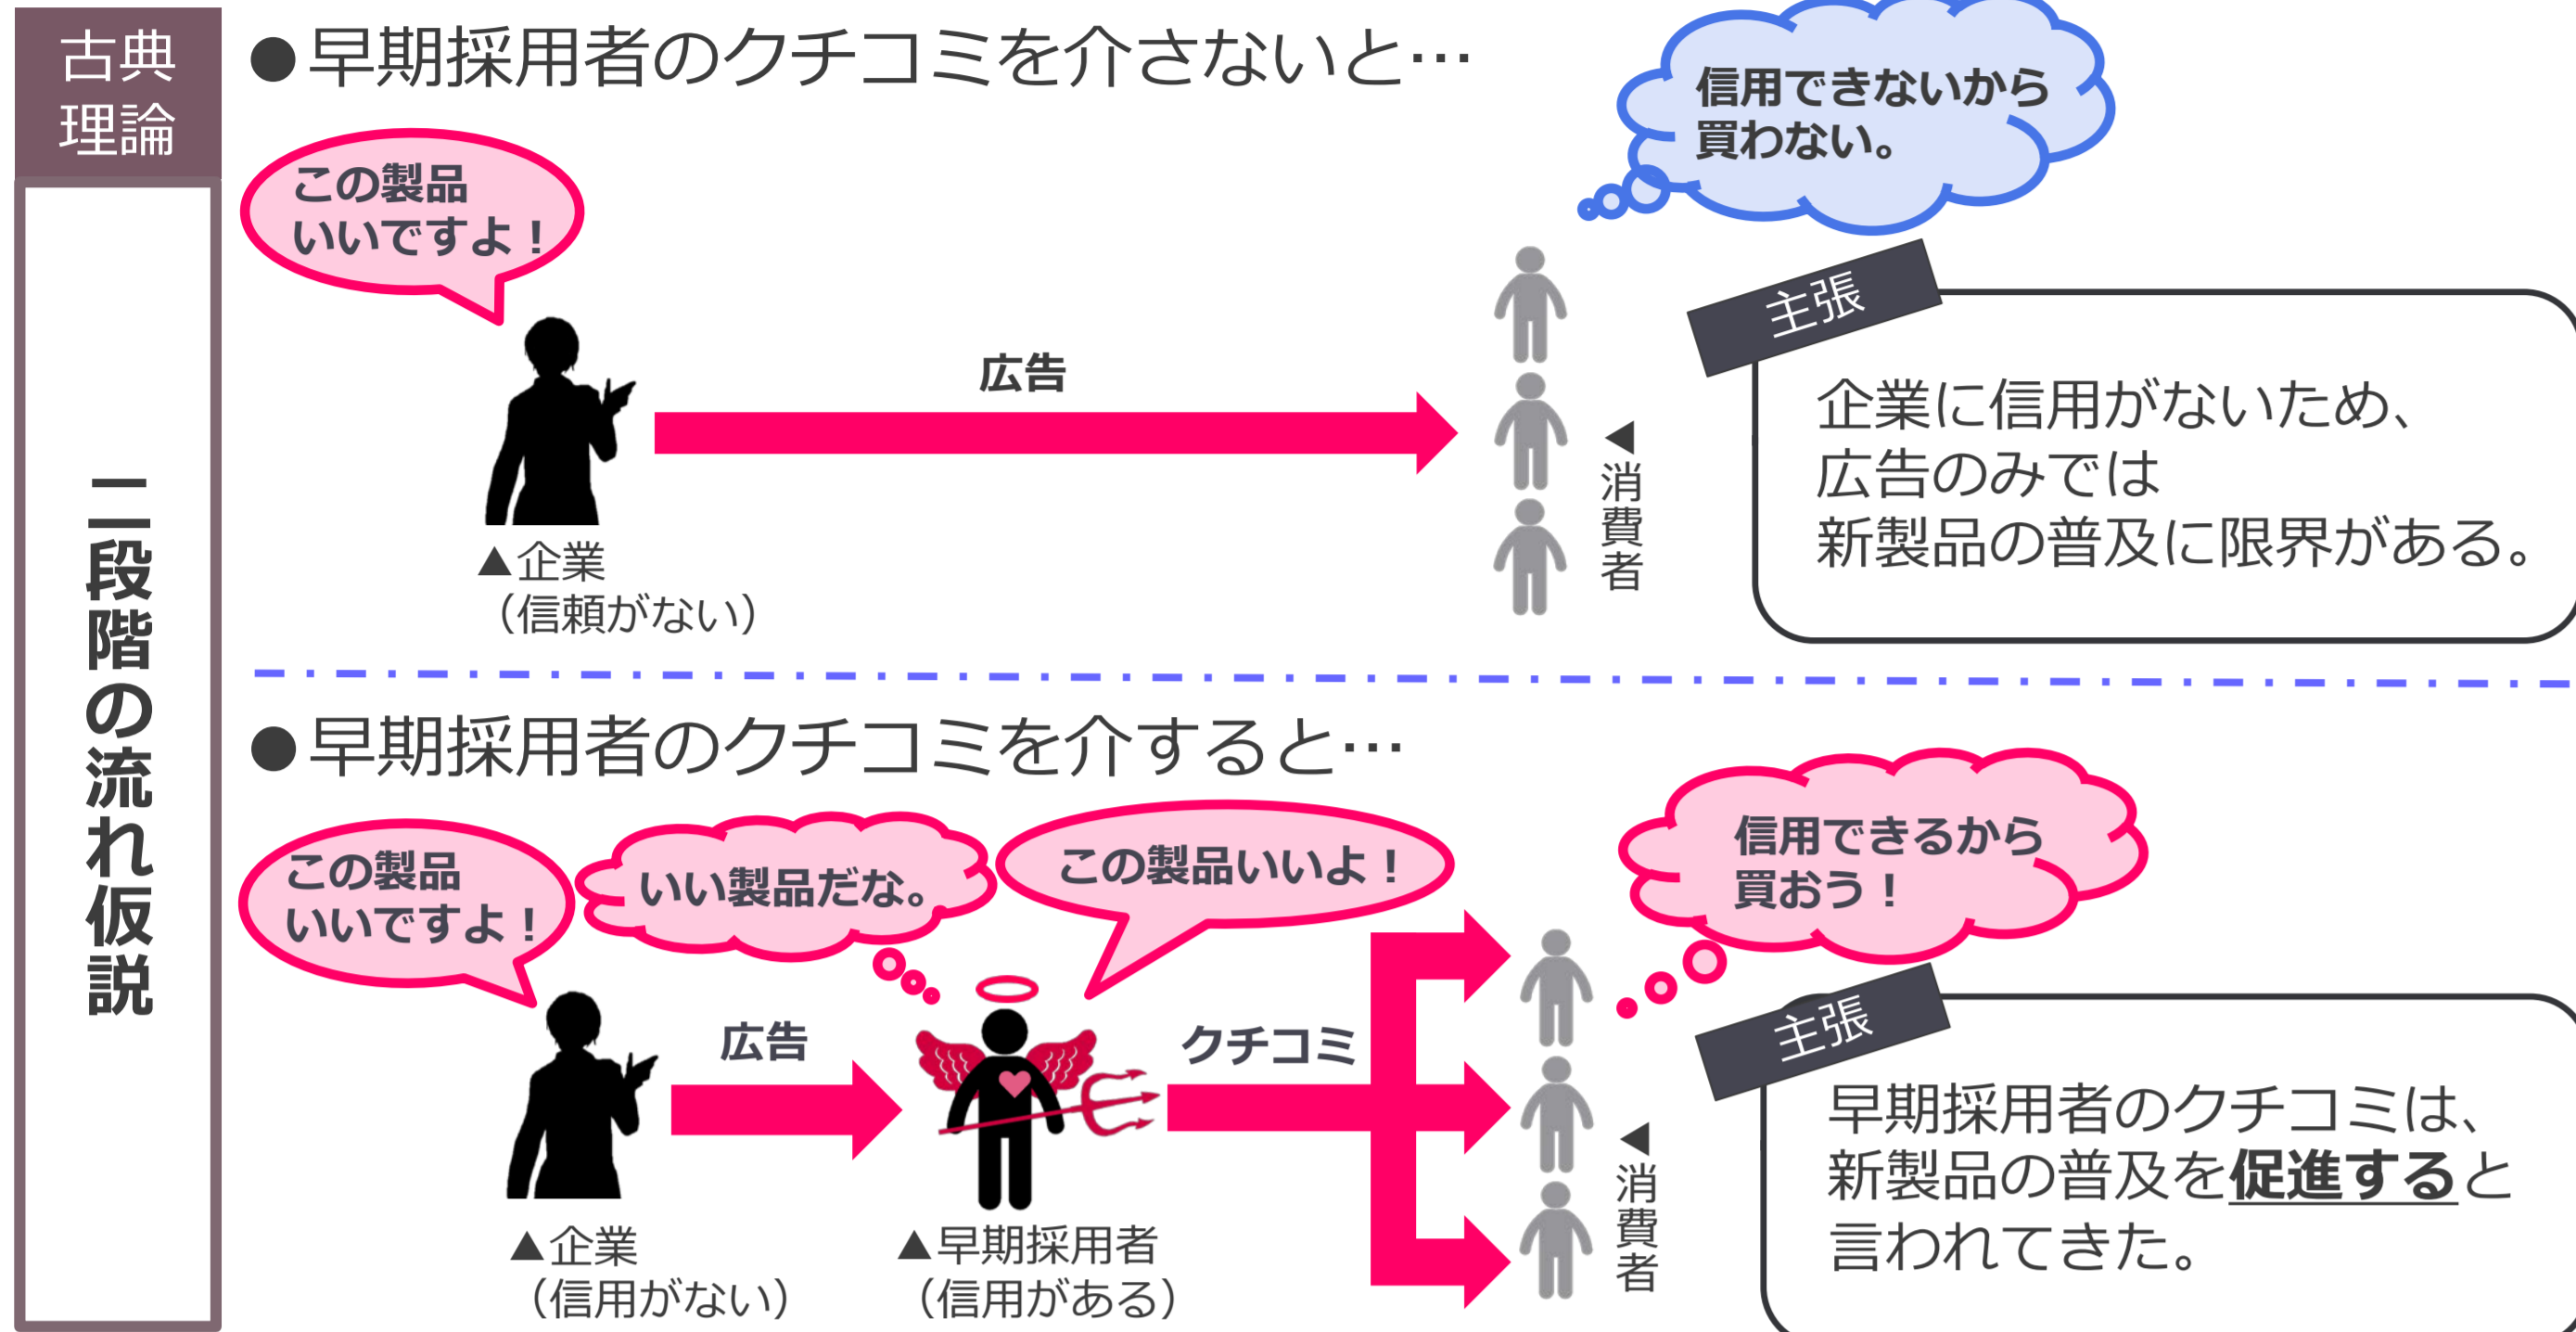 古典
理論
二段階の流れ仮説
●早期採用者のクチコミを介さないと…
この製品
いいですよ！
信用できないから
買わない。
広告
▲企業
（信頼がない）
◀消費者
主張
企業に信用がないため、
広告のみでは
新製品の普及に限界がある。
●早期採用者のクチコミを介すると…
この製品
いいですよ！
いい製品だな。
この製品いいよ！
信用できるから
買おう！
広告
クチコミ
▲企業
（信用がない）
▲早期採用者
（信用がある）
◀消費者
主張
早期採用者のクチコミは、
新製品の普及を促進すると
言われてきた。